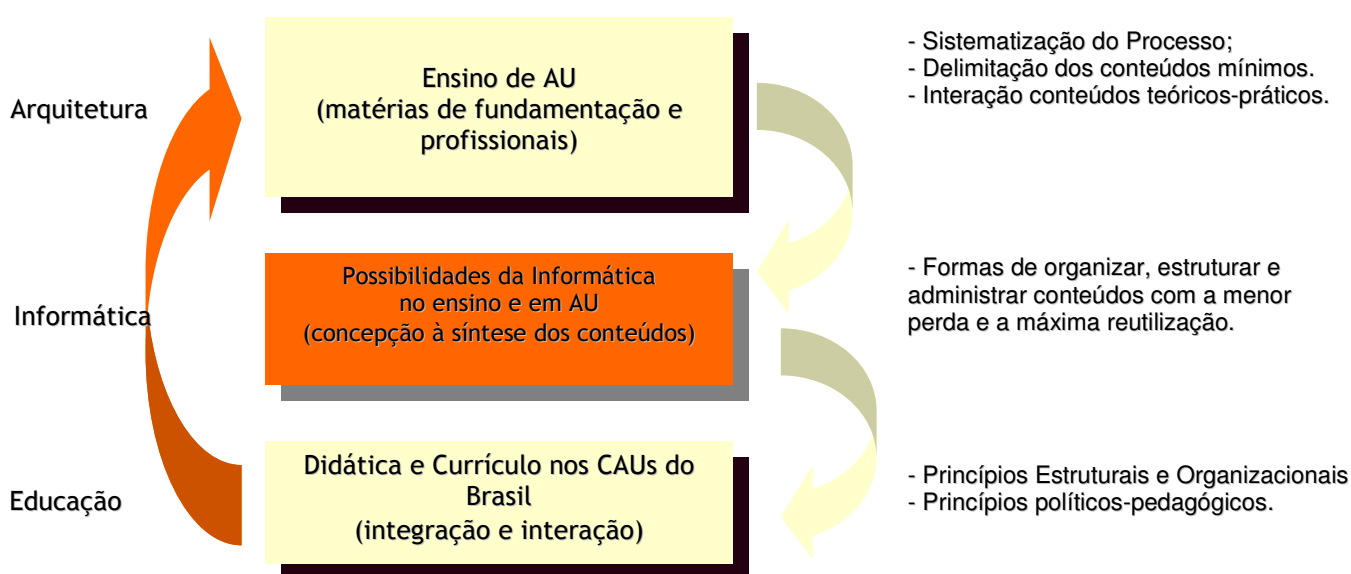 Arquitetura
Ensino de AU
(matérias de fundamentação e
profissionais)
- Sistematização do Processo;
- Delimitação dos conteúdos mínimos.
- Interação conteúdos teóricos-práticos.
Informática
Possibilidades da Informática
no ensino e em AU
(concepção à síntese dos conteúdos)
- Formas de organizar, estruturar e
administrar conteúdos com a menor
perda e a máxima reutilização.
Educação
Didática e Currículo nos CAUs do
Brasil
(integração e interação)
- Princípios Estruturais e Organizacionais
- Princípios políticos-pedagógicos.